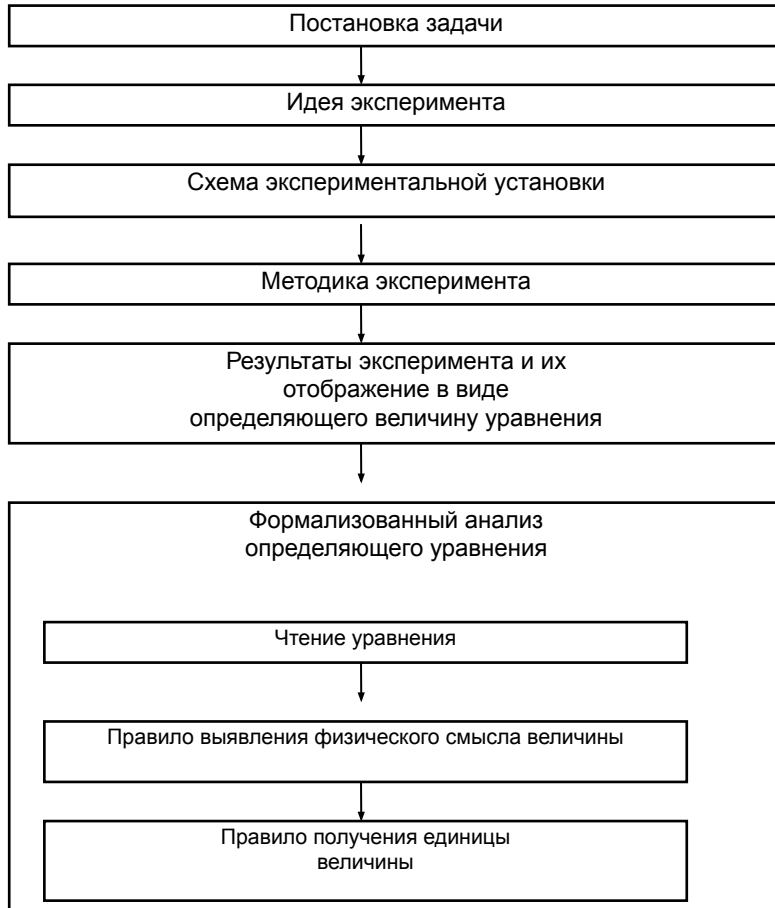 Постановка задачи
Идея эксперимента
Схема экспериментальной установки
Методика эксперимента
Результаты эксперимента и их
отображение в виде
определяющего величину уравнения
Формализованный анализ
определяющего уравнения
Чтение уравнения
Правило выявления физического смысла величины
Правило получения единицы
величины